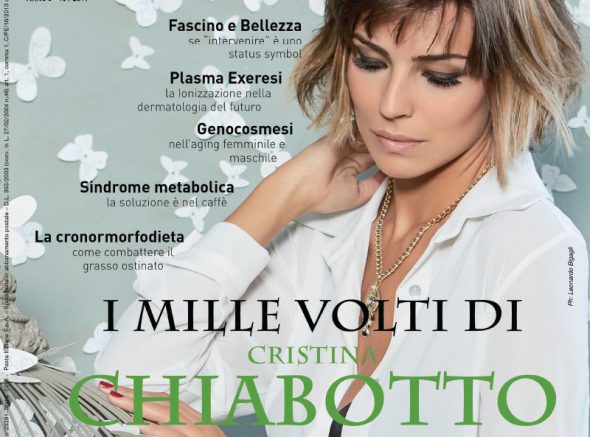 Fascino e Bellezza
se "intervenire" è uno
status symbol
Plasma Exeresi
la Ionizzazione nella
dermatologia del futuro
Genocosmesi
nell'aging femminile e
maschile
Sindrome metabolica
la soluzione è nel caffè
La cronormorfodieta
come combattere il
grasso ostinato
Ph: Leonardo Bigagli
I MILLE VOLTI DI
CRISTINA
CHIABOTTO